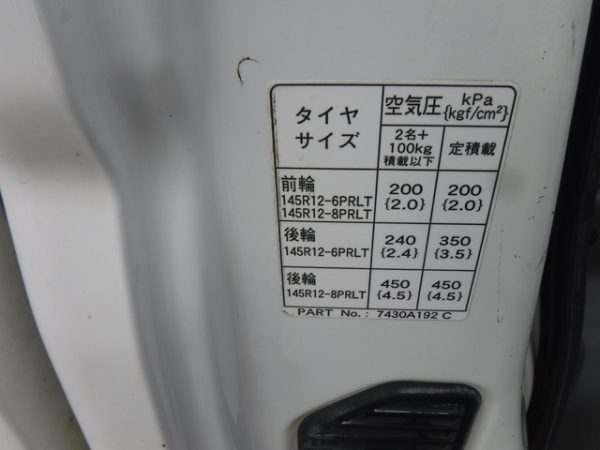 タイヤ
サイズ
空気圧 kPa
{kgf/cm²}
2名+
100kg
積載以下
定積載
前輪
145R12-6PRLT
145R12-8PRLT
200
{2.0}
200
{2.0}
後輪
145R12-6PRLT
240
{2.4}
350
{3.5}
後輪
145R12-8PRLT
450
{4.5}
450
{4.5}
PART No.: 7430A192 C